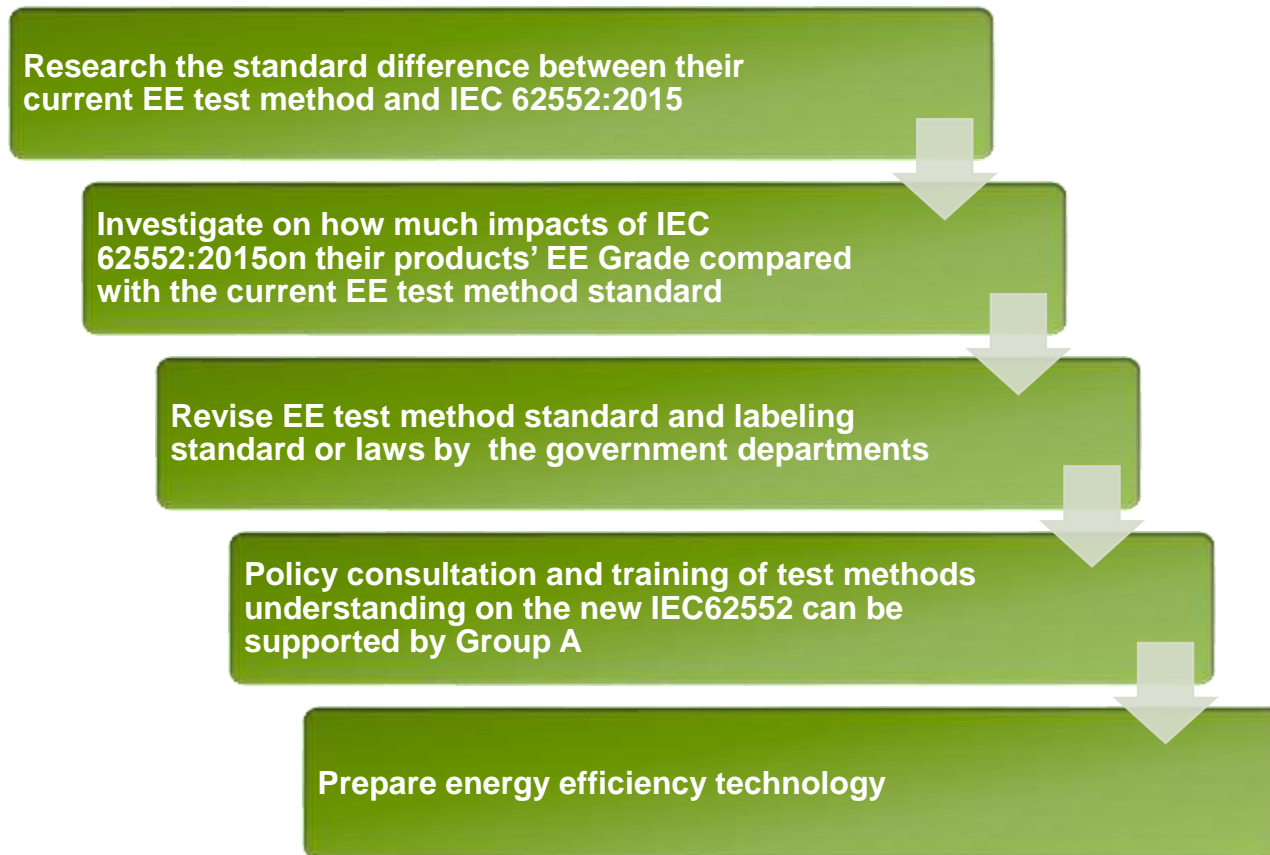 Research the standard difference between their
current EE test method and IEC 62552:2015
Investigate on how much impacts of IEC
62552:2015on their products’ EE Grade compared
with the current EE test method standard
Revise EE test method standard and labeling
standard or laws by  the government departments
Policy consultation and training of test methods
understanding on the new IEC62552 can be
supported by Group A
Prepare energy efficiency technology